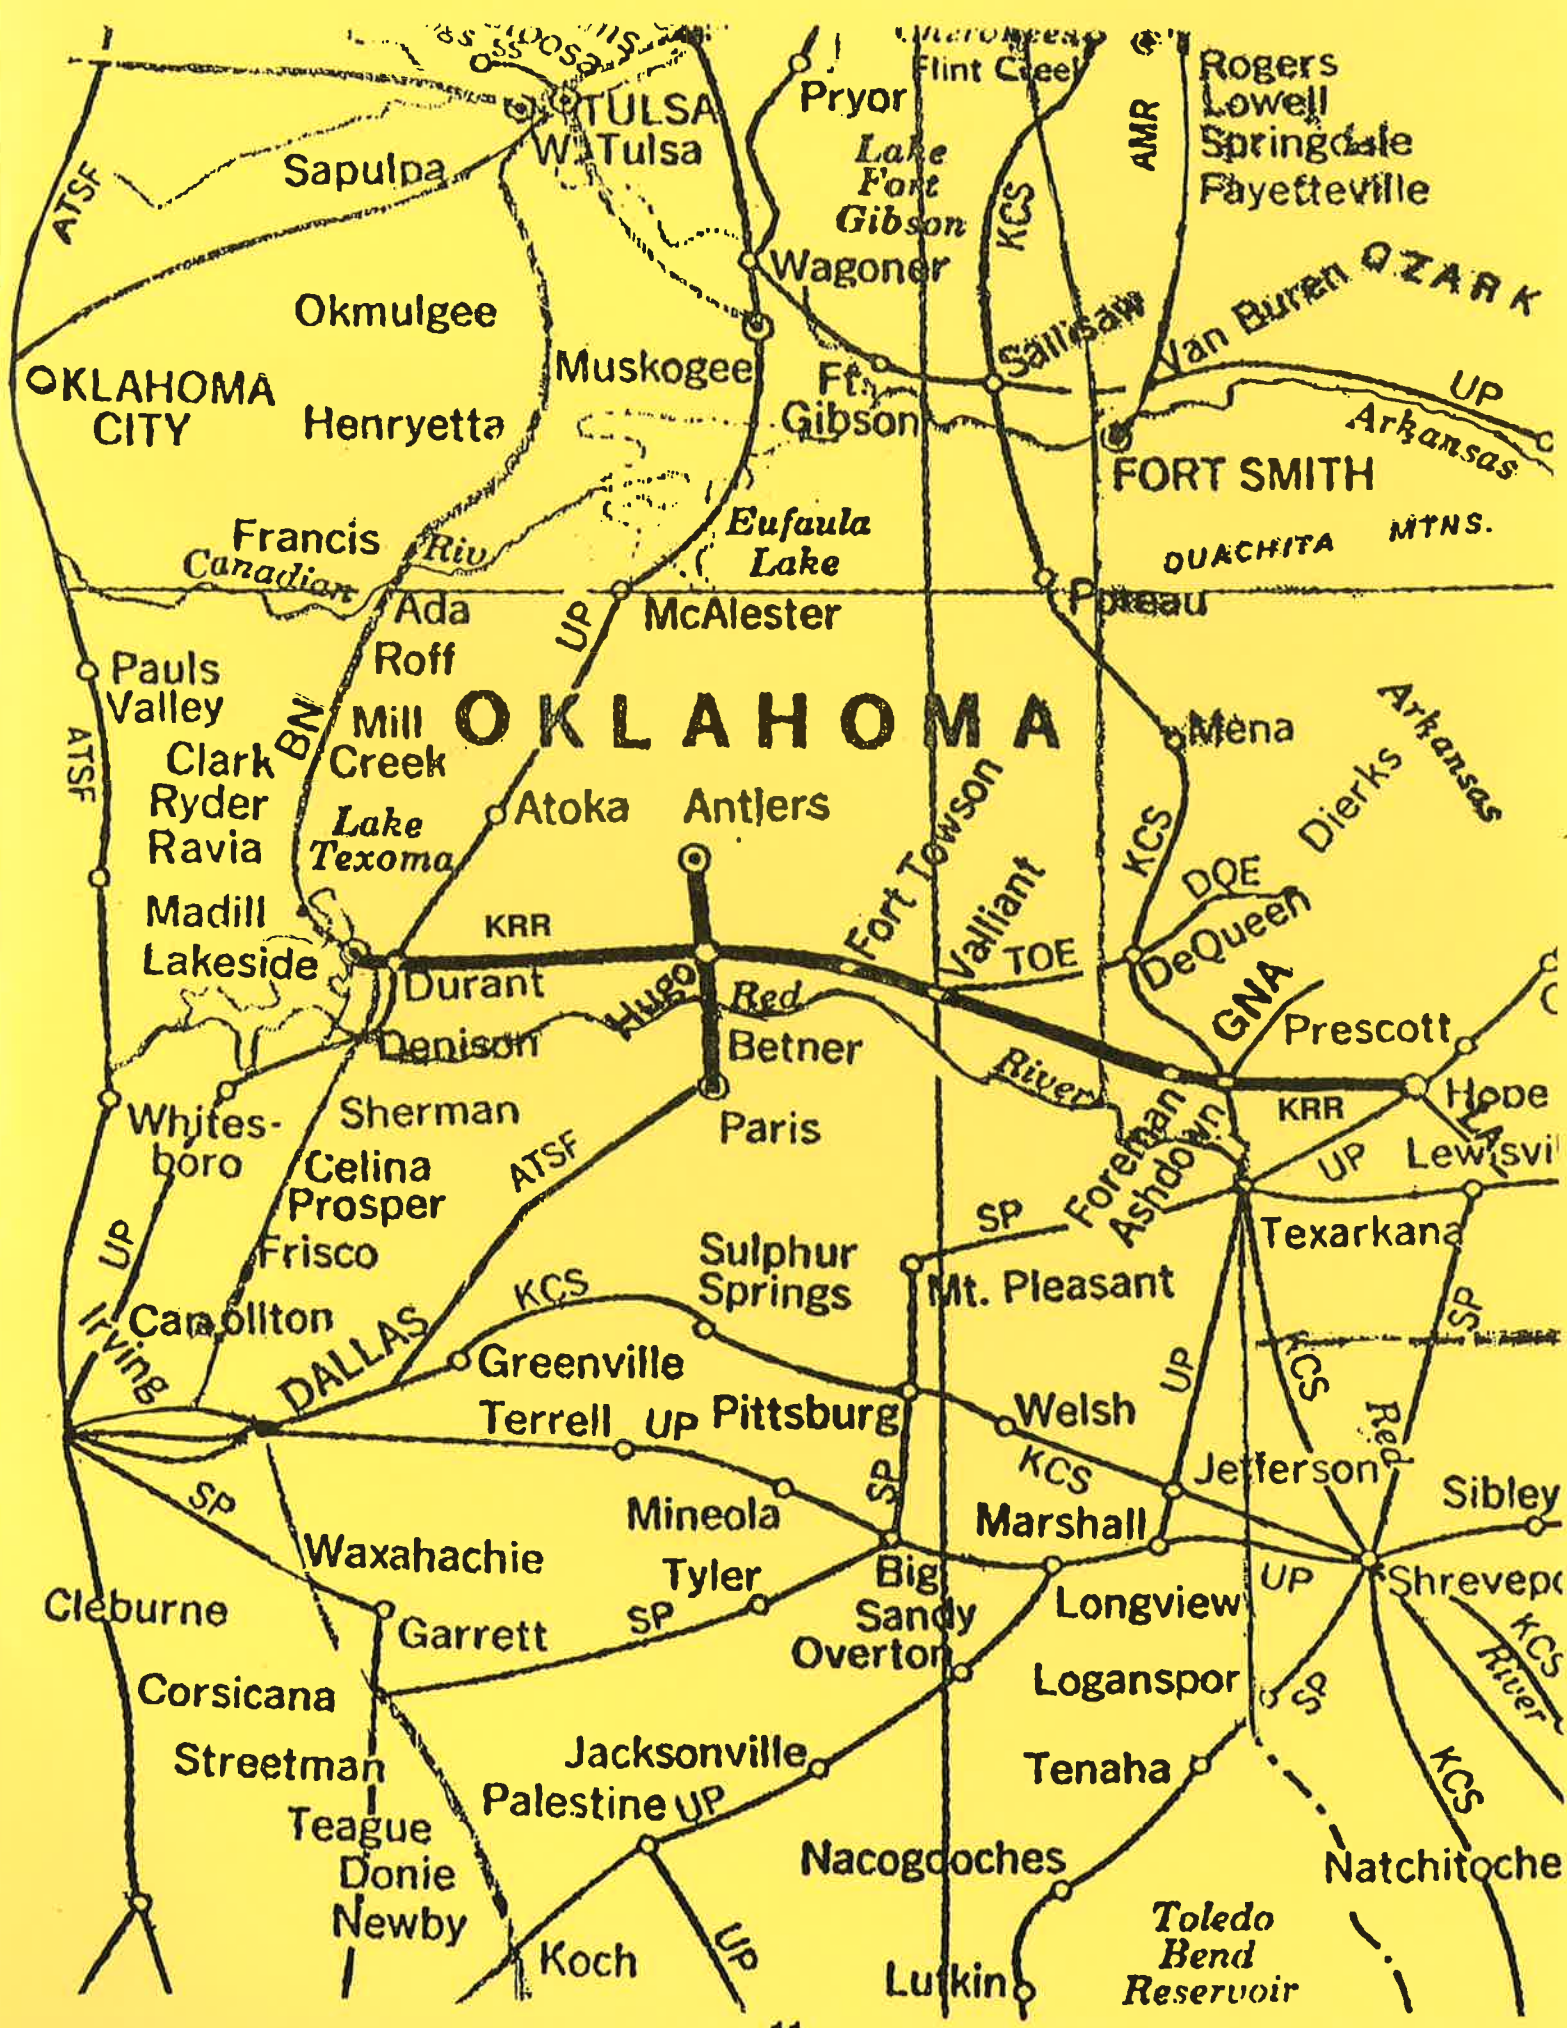 Flint Creek
Rogers
Lowell
Springdale
Fayetteville
AMR
Pryor
TULSA
W. Tulsa
Sapulpa
ATSF
Lake
Fort
Gibson
KCS
Wagoner
OZARK
Van Buren
Sallisaw
Okmulgee
Muskogee
Ft.
Gibson
UP
Arkansas
OKLAHOMA
CITY
Henryetta
FORT SMITH
Eufaula
Lake
OUACHITA MTNS.
Francis
Canadian Riv
Ada
McAlester
UP
Poteau
Roff
Pauls
Valley
ATSF
BN
Mill
Creek
OKLAHOMA
Mena
Arkansas
Clark
Ryder
Ravia
Lake
Texoma
Atoka
Antlers
Fort Towson
Valliant
KCS
Dierks
DQE
DeQueen
Madill
Lakeside
KRR
Durant
Hugo
Red
River
TOE
GNA
Prescott
Denison
Betner
Hope
KRR
Whites-
boro
Sherman
Paris
Foreman
Ashdown
UP
LA
Lewisvil
Celina
Prosper
ATSF
SP
Texarkana
UP
Frisco
Sulphur
Springs
Mt. Pleasant
KCS
Carrollton
Irving
DALLAS
Greenville
UP
KCS
SP
Red
Terrell
UP
Pittsburg
Welsh
KCS
Jefferson
Sibley
SP
SP
Mineola
Marshall
Waxahachie
Tyler
Big
Sandy
Longview
UP
Shrevepo
Cleburne
Garrett
SP
Overton
KCS
River
Corsicana
Loganspor
SP
Streetman
Jacksonville
Tenaha
KCS
Palestine
UP
Teague
Donie
Newby
Nacogdoches
Natchitoche
Koch
UP
Lufkin
Toledo
Bend
Reservoir